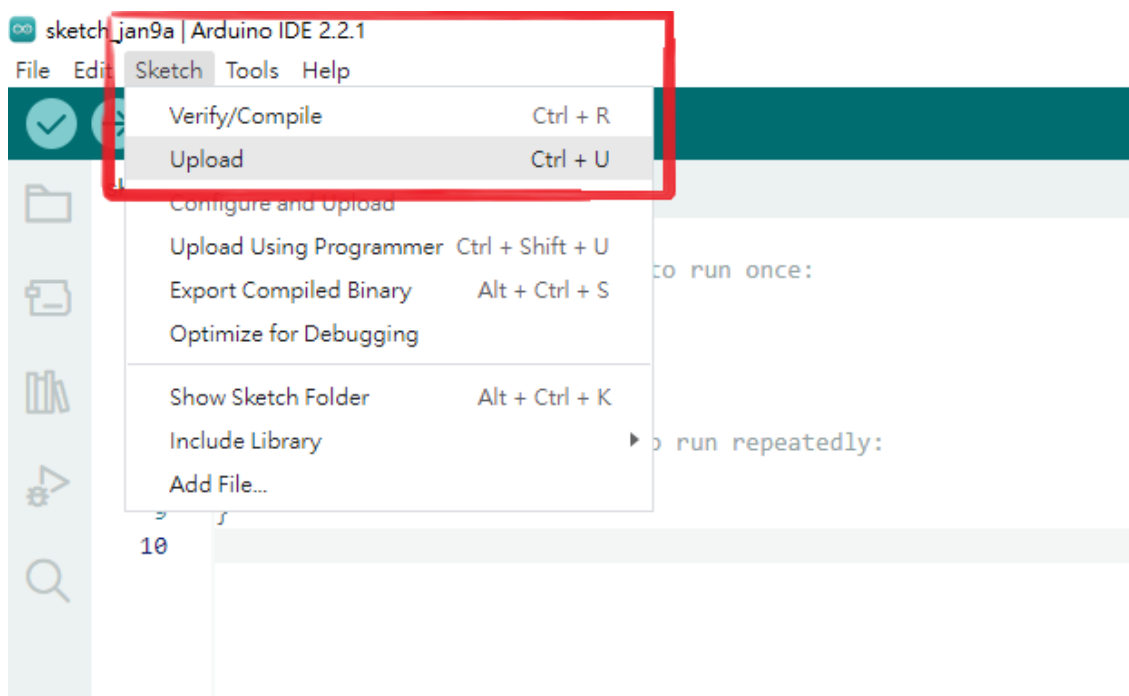 sketch_jan9a | Arduino IDE 2.2.1
File Edit Sketch Tools Help
Verify/Compile Ctrl + R
Upload Ctrl + U
Configure and Upload
Upload Using Programmer Ctrl + Shift + U
to run once:
Export Compiled Binary Alt + Ctrl + S
Optimize for Debugging
Show Sketch Folder Alt + Ctrl + K
Include Library
run repeatedly:
Add File...
9 }
10